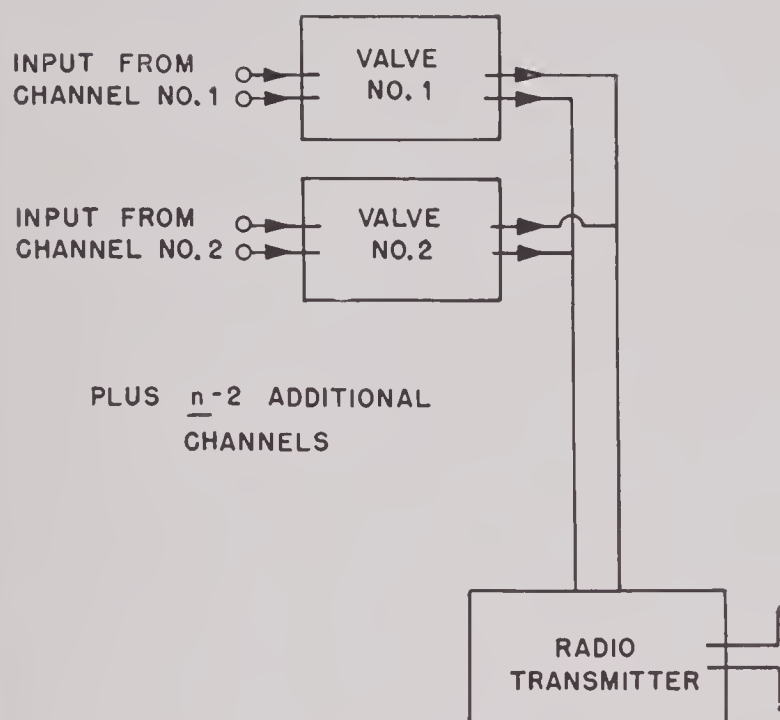 INPUT FROM
CHANNEL NO. 1
VALVE
NO. 1
INPUT FROM
CHANNEL NO. 2
VALVE
NO. 2
PLUS n-2 ADDITIONAL
CHANNELS
RADIO
TRANSMITTER